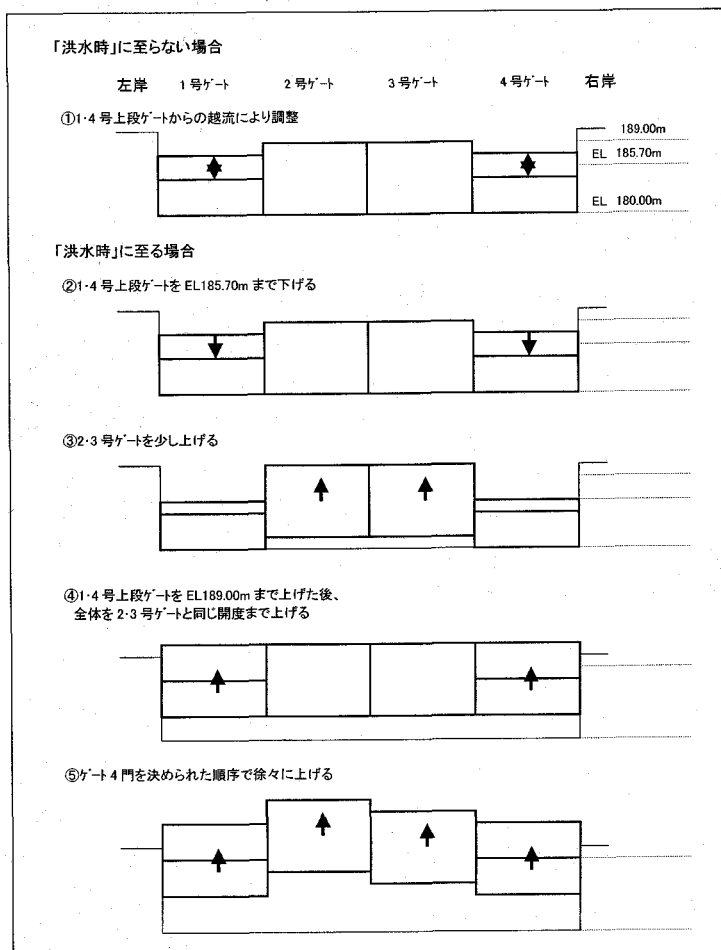 「洪水時」に至らない場合
左岸 1号ゲート 2号ゲート 3号ゲート 4号ゲート 右岸
①1・4号上段ゲートからの越流により調整
189.00m
EL 185.70m
EL 180.00m
「洪水時」に至る場合
②1・4号上段ゲートをEL185.70mまで下げる
③2・3号ゲートを少し上げる
④1・4号上段ゲートをEL189.00mまで上げた後、
全体を2・3号ゲートと同じ開度まで上げる
⑤ゲート4門を決められた順序で徐々に上げる